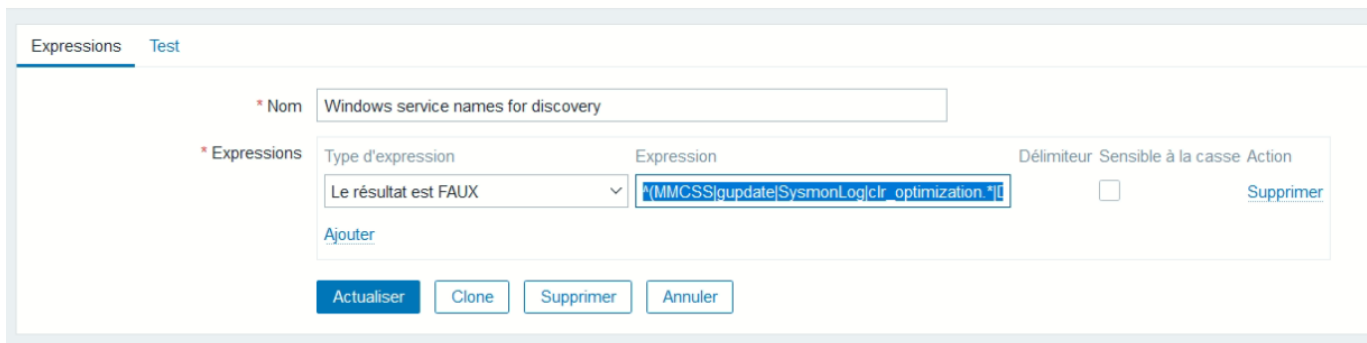 Expressions Test
* Nom Windows service names for discovery
* Expressions Type d'expression Expression Délimiteur Sensible à la casse Action
Le résultat est FAUX ^(MMCSS|gupdate|SysmonLog|clr_optimization.*| Supprimer
Ajouter
Actualiser Clone Supprimer Annuler